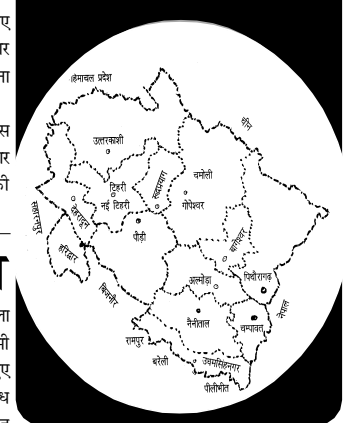 ए
र
ना
स
गर
की
ला
सी
ए
ध
हिमाचल प्रदेश
चीन
उत्तरकाशी
टिहरी
नई टिहरी
रुद्रप्रयाग
चमोली
गोपेश्वर
देहरादून
सहारनपुर
हरिद्वार
पौड़ी
बिजनौर
बागेश्वर
अल्मोड़ा
पिथौरागढ़
नैनीताल
चम्पावत
नेपाल
रामपुर
बरेली
उधमसिंहनगर
पीलीभीत